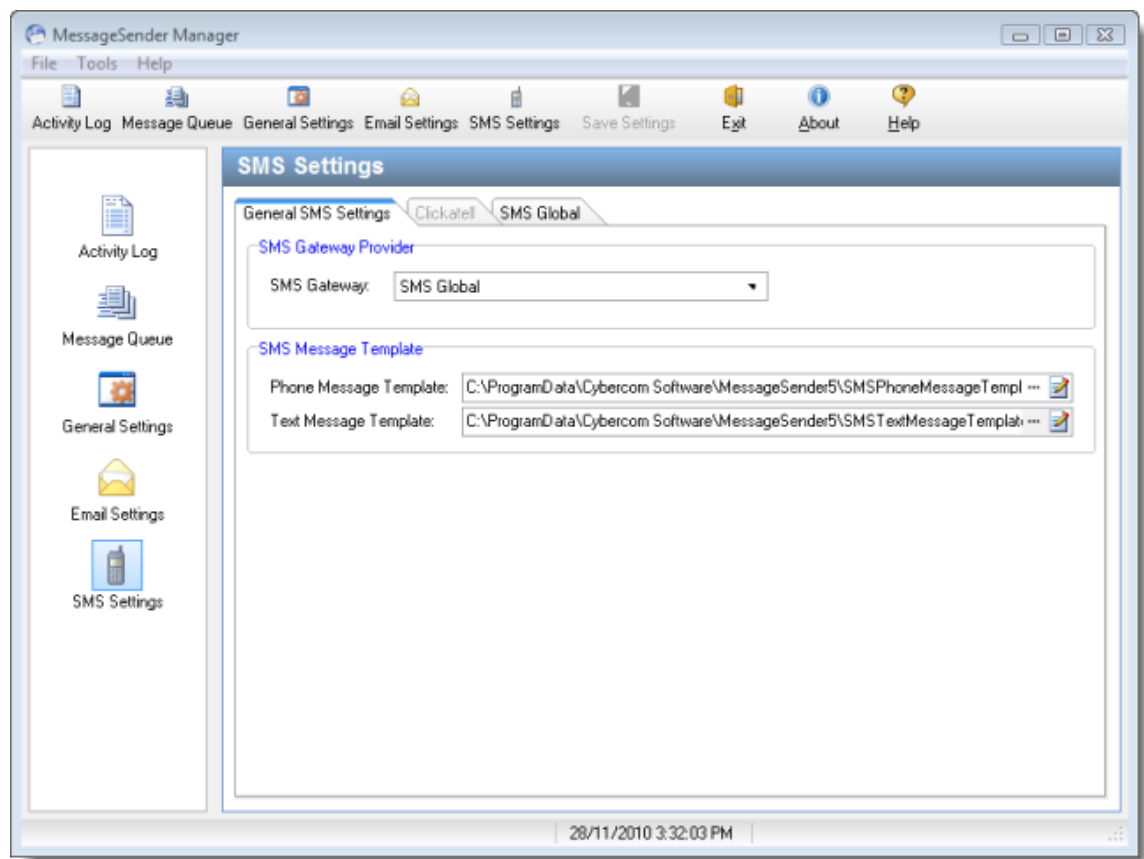 MessageSender Manager
File Tools Help
Activity Log Message Queue General Settings Email Settings SMS Settings Save Settings Exit About Help
SMS Settings
General SMS Settings Clickatell SMS Global
Activity Log
Message Queue
General Settings
Email Settings
SMS Settings
SMS Gateway Provider
SMS Gateway: SMS Global
SMS Message Template
Phone Message Template: C:\ProgramData\Cybercom Software\MessageSender5\SMSPhoneMessageTempl ...
Text Message Template: C:\ProgramData\Cybercom Software\MessageSender5\SMSTextMessageTemplat ...
28/11/2010 3:32:03 PM